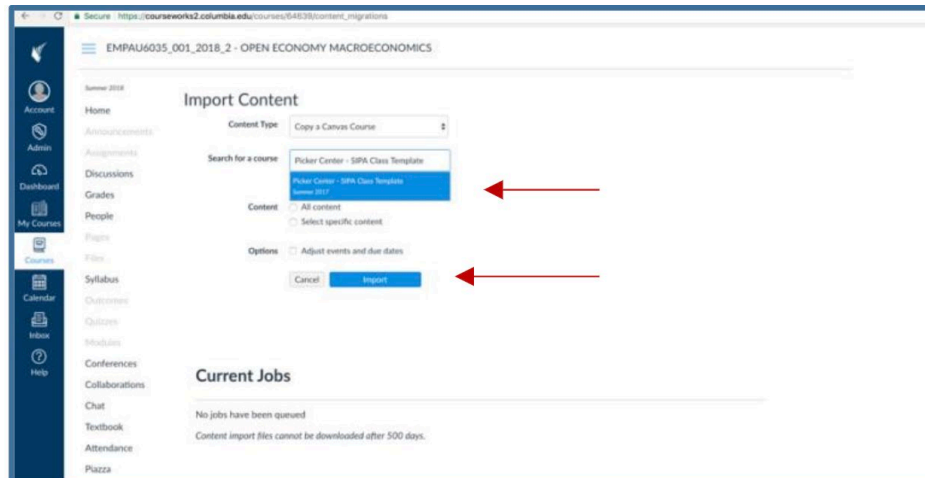 Secure https://courseworks2.columbia.edu/courses/64639/content_migrations
EMPAU6035_001_2018_2 - OPEN ECONOMY MACROECONOMICS
Account
Admin
Dashboard
My Courses
Courses
Calendar
Inbox
Help
Summer 2018
Home
Announcements
Assignments
Discussions
Grades
People
Pages
Files
Syllabus
Outcomes
Quizzes
Modules
Conferences
Collaborations
Chat
Textbook
Attendance
Piazza
Import Content
Content Type Copy a Canvas Course
Search for a course Picker Center - SIPA Class Template
Picker Center - SIPA Class Template
Summer 2017
Content All content
Select specific content
Options Adjust events and due dates
Cancel Import
Current Jobs
No jobs have been queued
Content import files cannot be downloaded after 500 days.